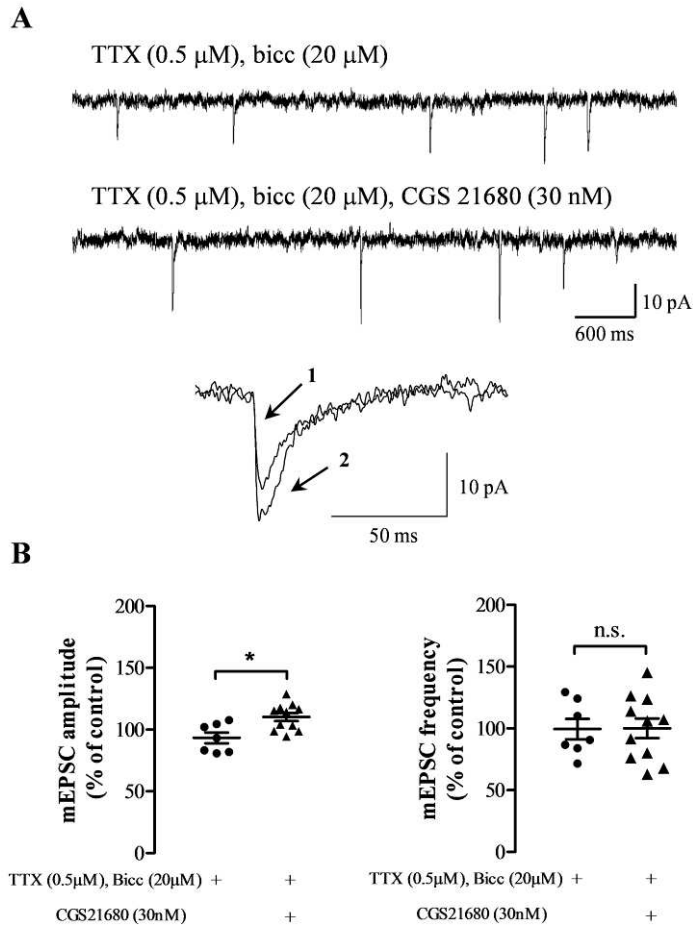 A
TTX (0.5 μM), bicc (20 μM)
TTX (0.5 μM), bicc (20 μM), CGS 21680 (30 nM)
10 pA
600 ms
1
2
10 pA
50 ms
B
mEPSC amplitude
(% of control)
200
150
100
50
0
*
mEPSC frequency
(% of control)
200
150
100
50
0
n.s.
TTX (0.5μM), Bicc (20μM) + +
CGS21680 (30nM) +
TTX (0.5μM), Bicc (20μM) + +
CGS21680 (30nM) +